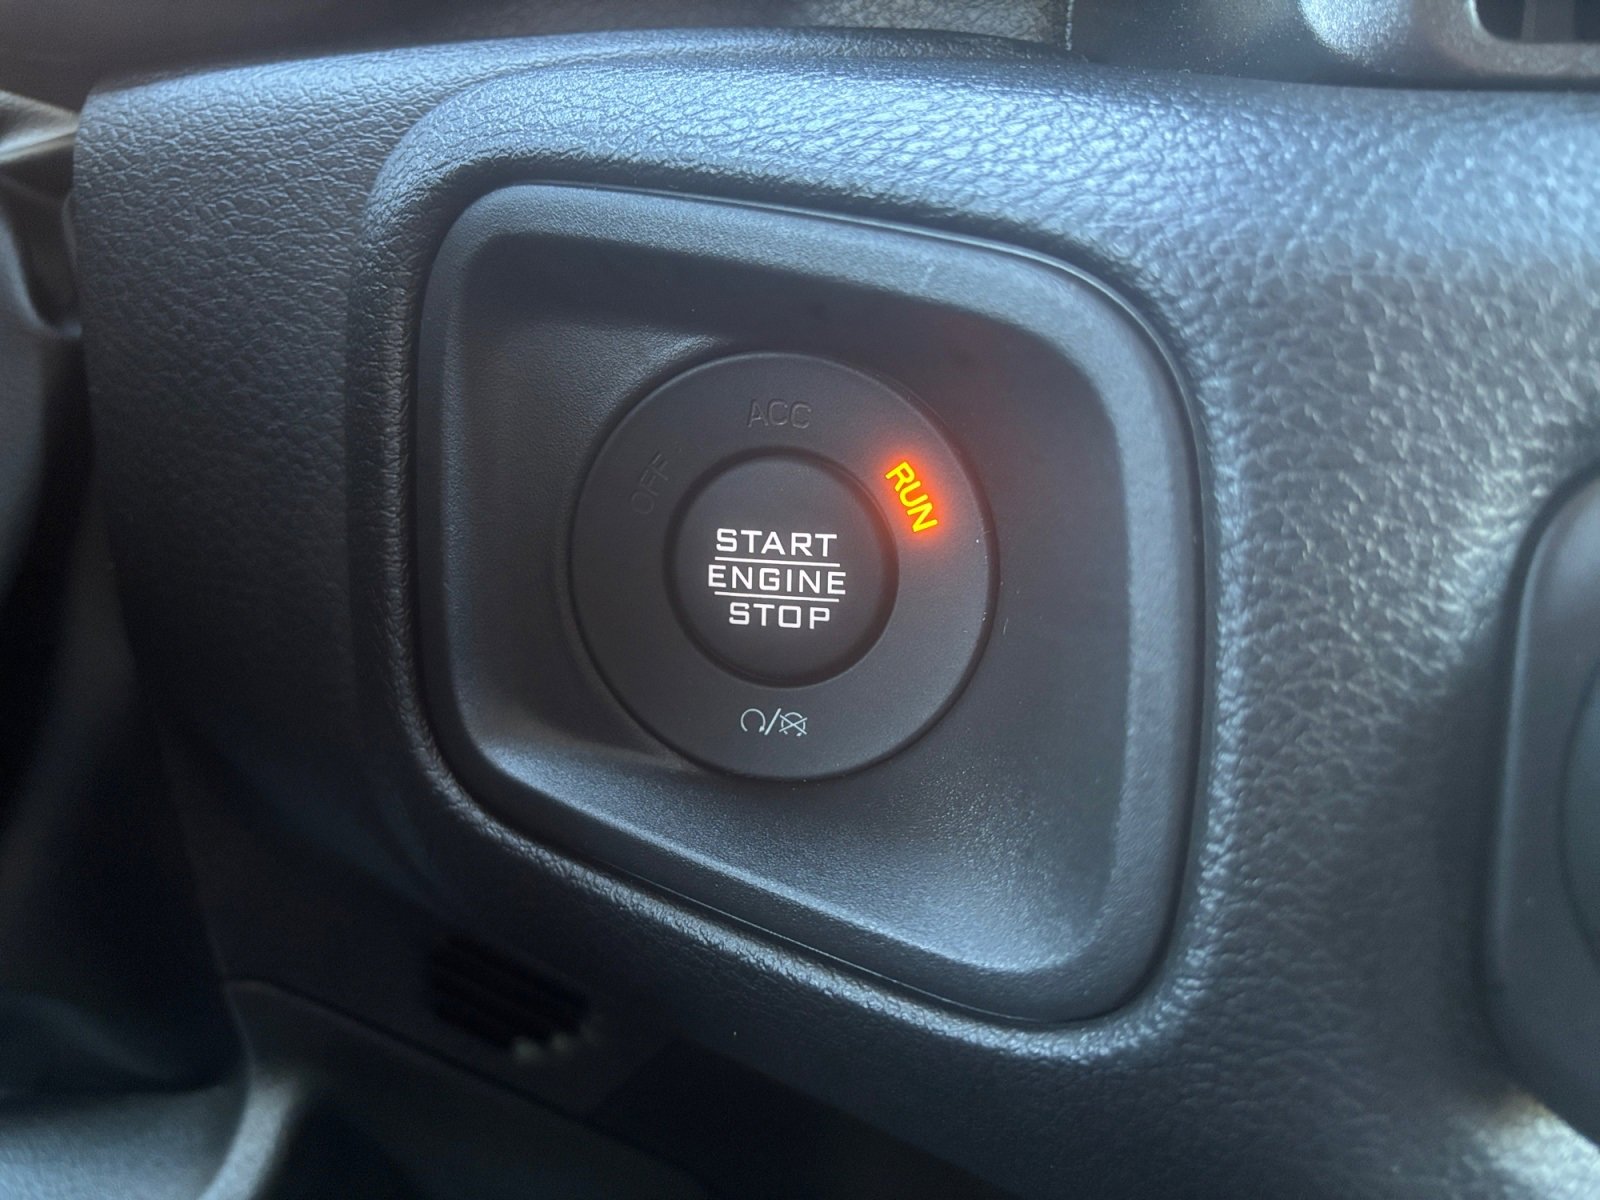 ACC
OFF
RUN
START
ENGINE
STOP